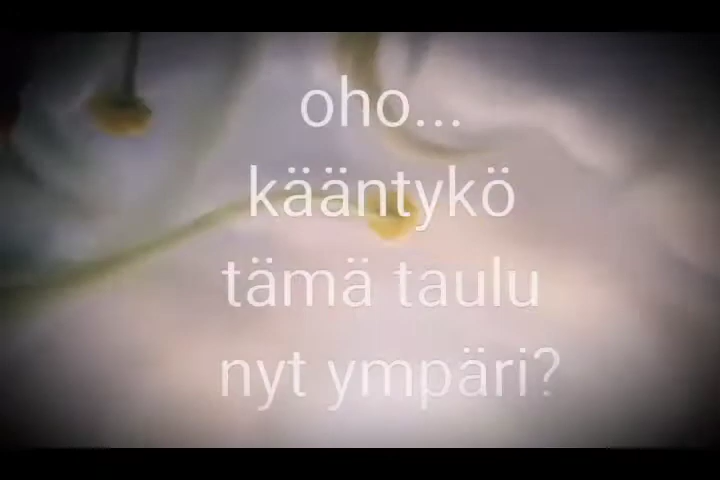 oho...
kääntykö
tämä taulu
nyt ympäri?